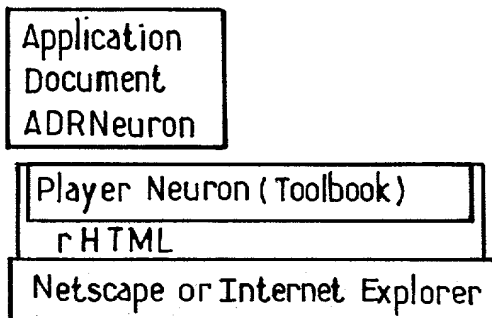 Application
Document
ADRNeuron
Player Neuron (Toolbook)
rHTML
Netscape or Internet Explorer